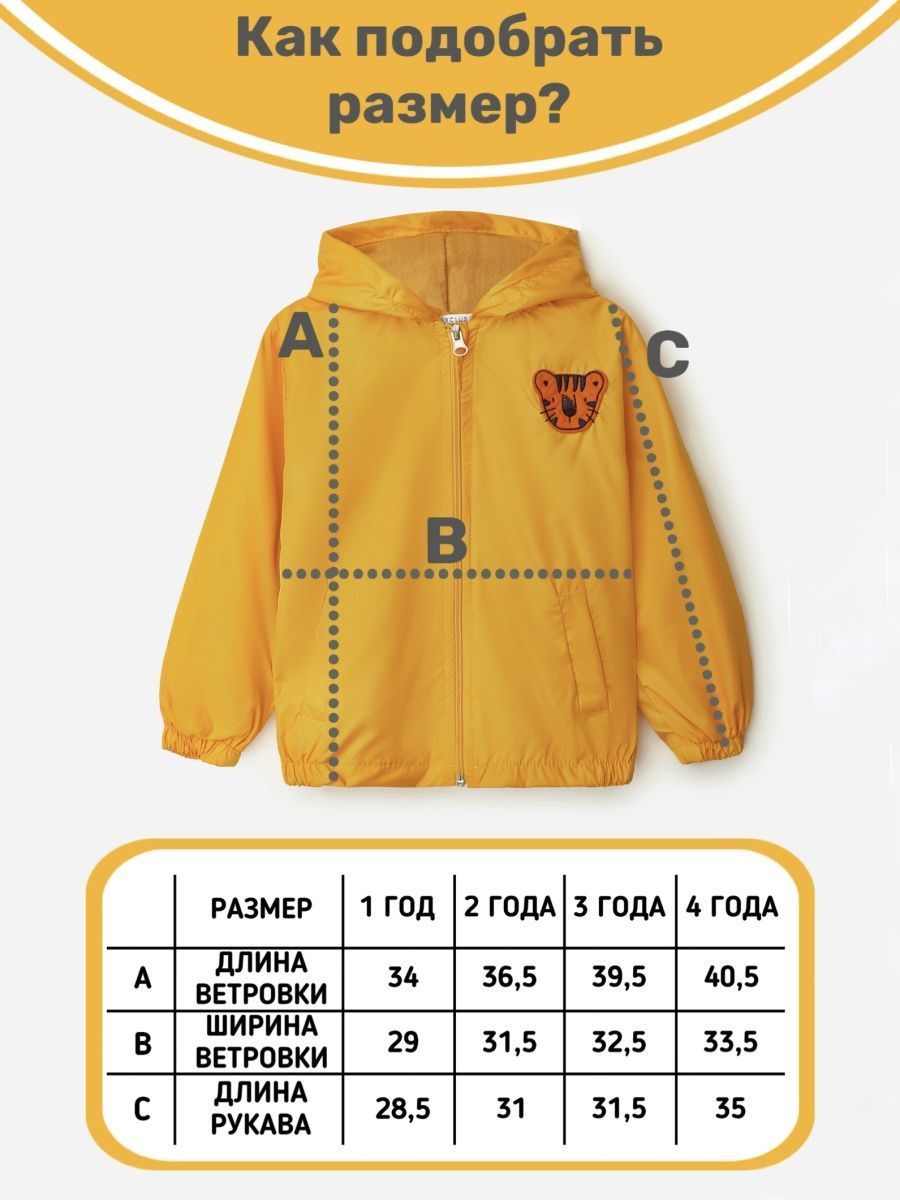 Как подобрать
размер?
A
C
B
РАЗМЕР 1 ГОД 2 ГОДА 3 ГОДА 4 ГОДА
A ДЛИНА ВЕТРОВКИ 34 36,5 39,5 40,5
B ШИРИНА ВЕТРОВКИ 29 31,5 32,5 33,5
C ДЛИНА РУКАВА 28,5 31 31,5 35